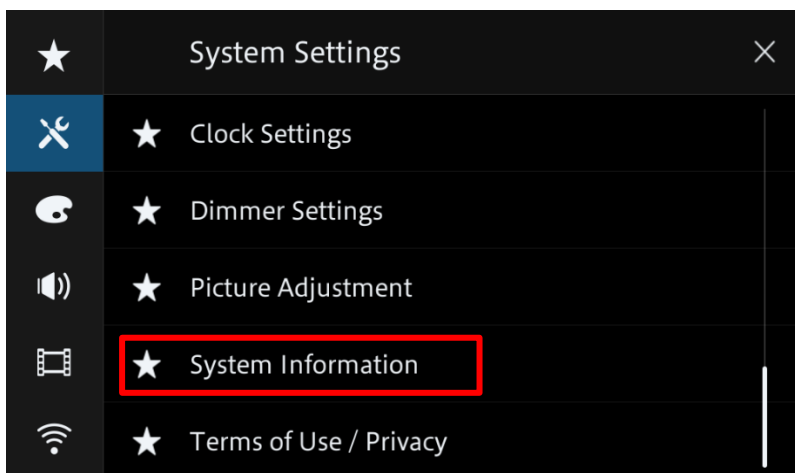 System Settings
Clock Settings
Dimmer Settings
Picture Adjustment
System Information
Terms of Use / Privacy